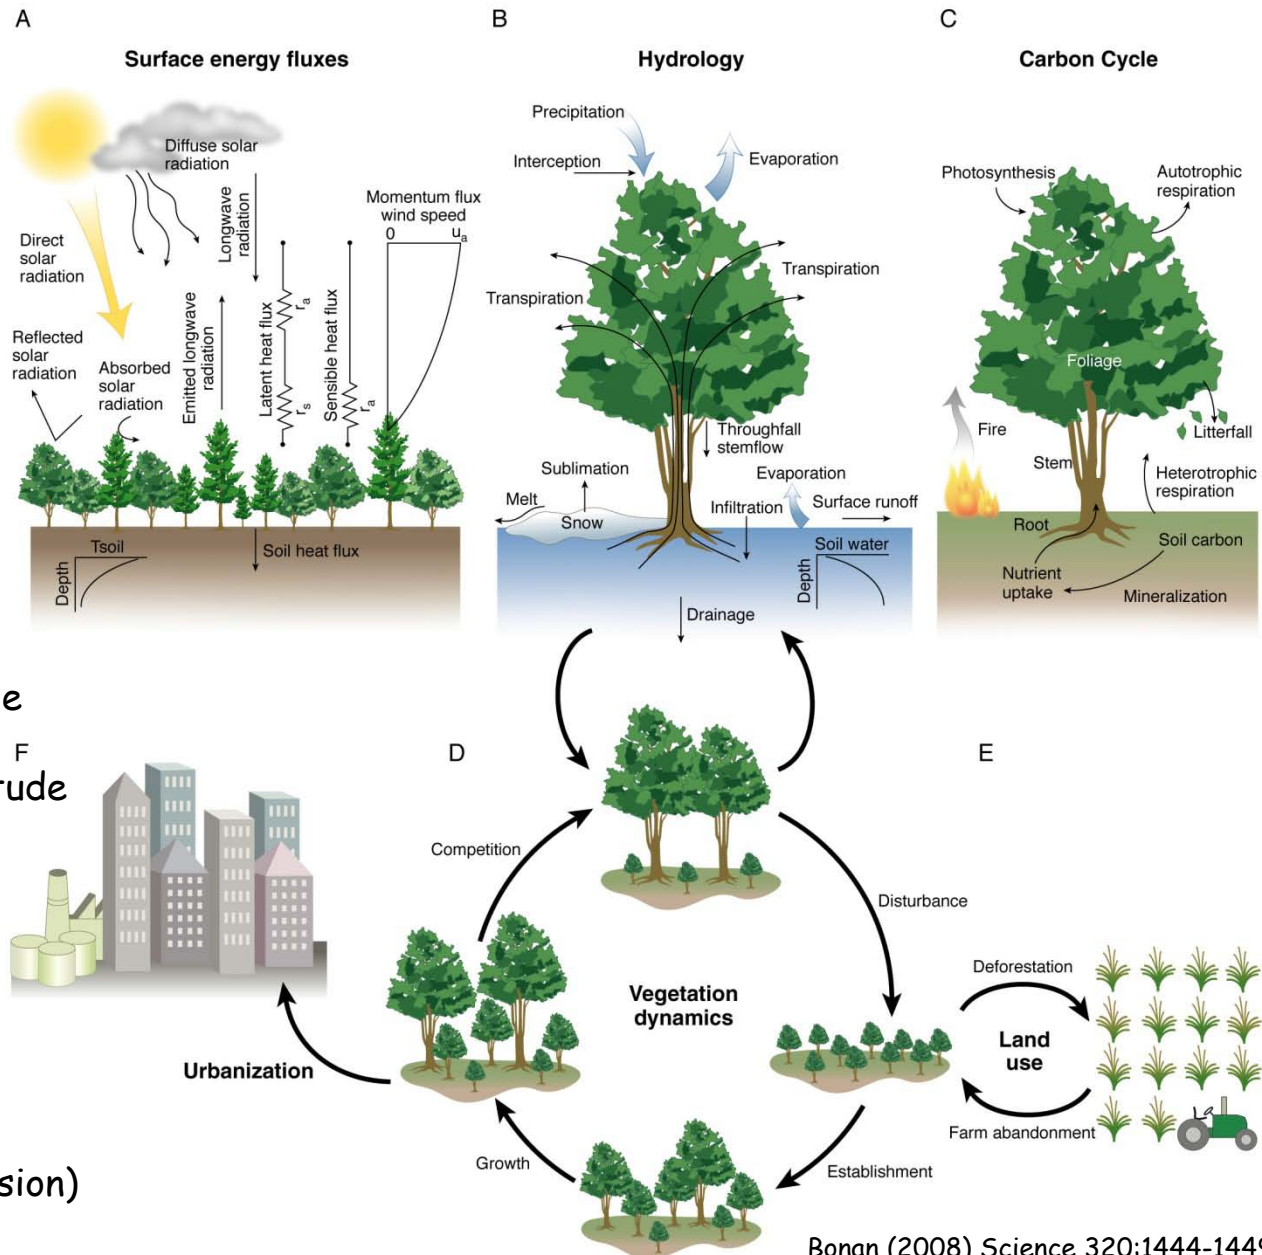 A
Surface energy fluxes
Diffuse solar
radiation
Direct
solar
radiation
Reflected
solar
radiation
Absorbed
solar
radiation
Emitted longwave
radiation
Longwave
radiation
Latent heat flux
ra
rs
Sensible heat flux
ra
Momentum flux
wind speed
0
ua
Tsoil
Depth
Soil heat flux
B
Hydrology
Precipitation
Interception
Evaporation
Transpiration
Transpiration
Throughfall
stemflow
Sublimation
Evaporation
Melt
Snow
Infiltration
Surface runoff
Soil water
Depth
Drainage
C
Carbon Cycle
Photosynthesis
Autotrophic
respiration
Foliage
Fire
Litterfall
Stem
Heterotrophic
respiration
Root
Soil carbon
Nutrient
uptake
Mineralization
e
F
rude
D
E
Competition
Disturbance
Vegetation
dynamics
Deforestation
Land
use
Farm abandonment
Urbanization
Growth
Establishment
sion)
Bonan (2008) Science 320:1444-1449